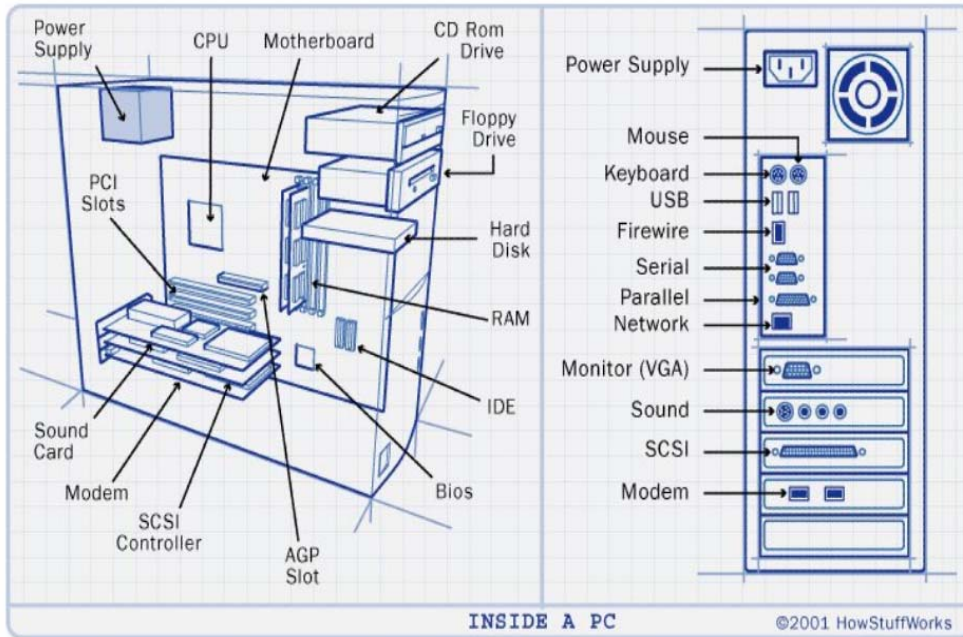 Power
Supply
CPU
Motherboard
CD Rom
Drive
Floppy
Drive
PCI
Slots
Hard
Disk
RAM
IDE
Sound
Card
Modem
SCSI
Controller
AGP
Slot
Bios
Power Supply
Mouse
Keyboard
USB
Firewire
Serial
Parallel
Network
Monitor (VGA)
Sound
SCSI
Modem
INSIDE A PC
©2001 HowStuffWorks